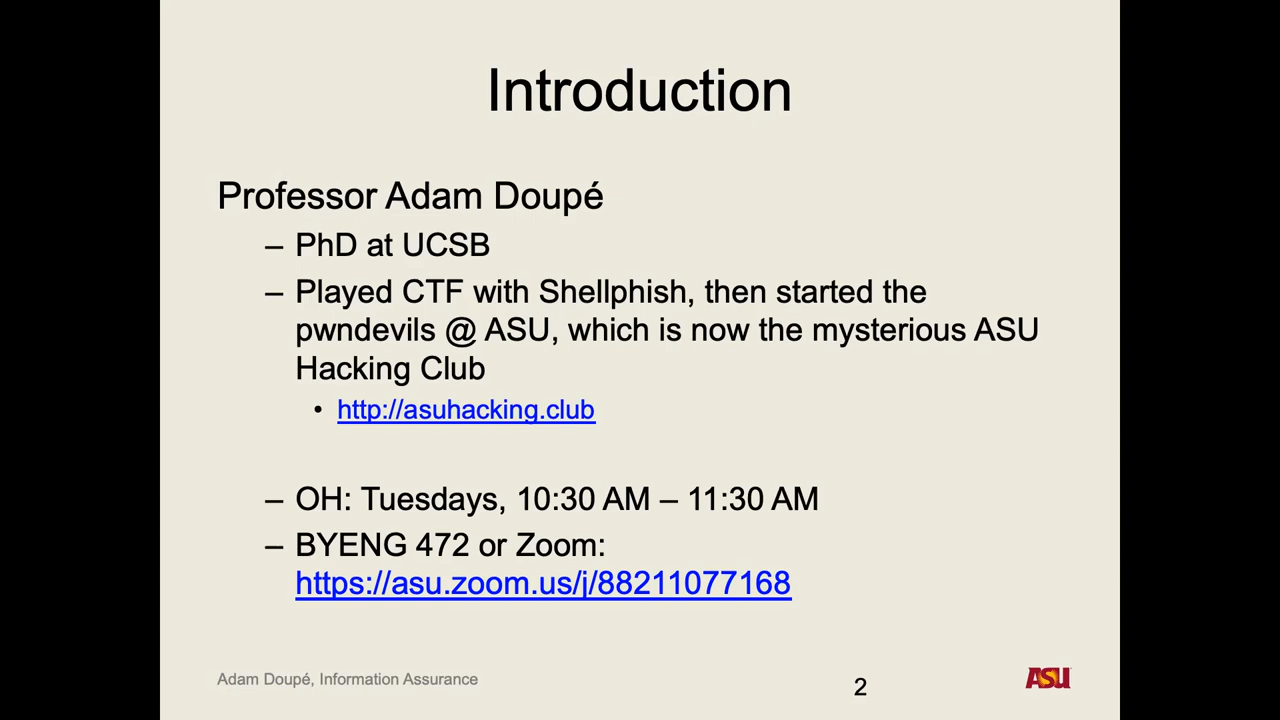 Introduction
Professor Adam Doupé
– PhD at UCSB
– Played CTF with Shellphish, then started the
pwndevils @ ASU, which is now the mysterious ASU
Hacking Club
• http://asuhacking.club
– OH: Tuesdays, 10:30 AM – 11:30 AM
– BYENG 472 or Zoom:
https://asu.zoom.us/j/88211077168
Adam Doupé, Information Assurance
2
ASU